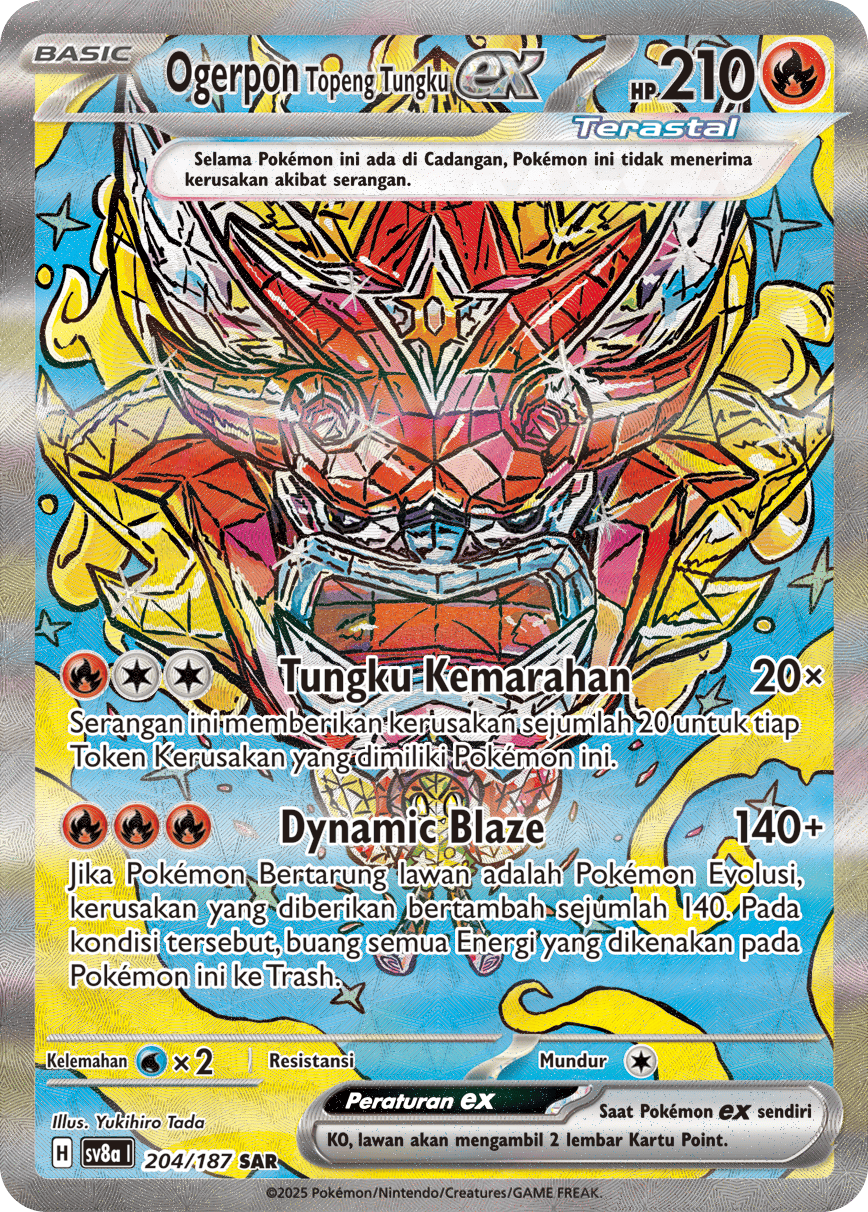 BASIC
Ogerpon Topeng Tungku ex HP 210
Terastal
Selama Pokémon ini ada di Cadangan, Pokémon ini tidak menerima
kerusakan akibat serangan.
Tungku Kemarahan 20×
Serangan ini memberikan kerusakan sejumlah 20 untuk tiap
Token Kerusakan yang dimiliki Pokémon ini.
Dynamic Blaze 140+
Jika Pokémon Bertarung lawan adalah Pokémon Evolusi,
kerusakan yang diberikan bertambah sejumlah 140. Pada
kondisi tersebut, buang semua Energi yang dikenakan pada
Pokémon ini ke Trash.
Kelemahan ×2 Resistansi Mundur
Peraturan ex Saat Pokémon ex sendiri
KO, lawan akan mengambil 2 lembar Kartu Point.
Illus. Yukihiro Tada
H sv8a I 204/187 SAR
©2025 Pokémon/Nintendo/Creatures/GAME FREAK.